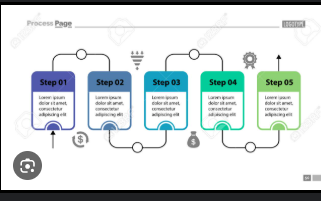 Process Page
LOGOTYPE
Step 01
Lorem ipsum
dolor sit amet,
consectetur
adipiscing elit
Step 02
Lorem ipsum
dolor sit amet,
consectetur
adipiscing elit
Step 03
Lorem ipsum
dolor sit amet,
consectetur
adipiscing elit
Step 04
Lorem ipsum
dolor sit amet,
consectetur
adipiscing elit
Step 05
Lorem ipsum
dolor sit amet,
consectetur
adipiscing elit